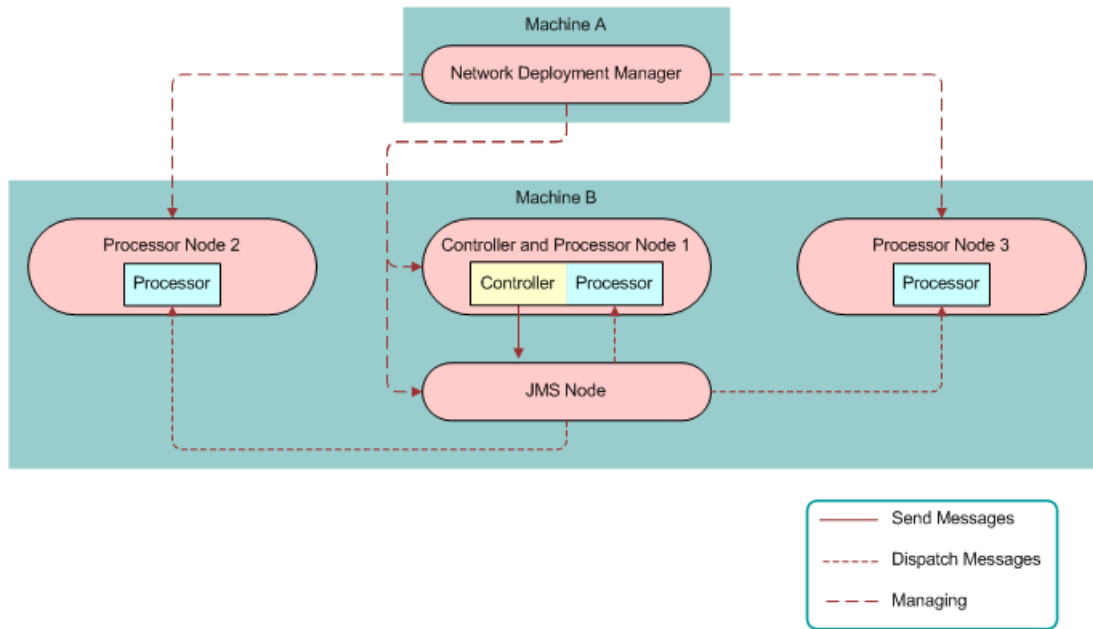 Machine A
Network Deployment Manager
Machine B
Processor Node 2
Processor
Controller and Processor Node 1
Controller
Processor
Processor Node 3
Processor
JMS Node
Send Messages
Dispatch Messages
Managing